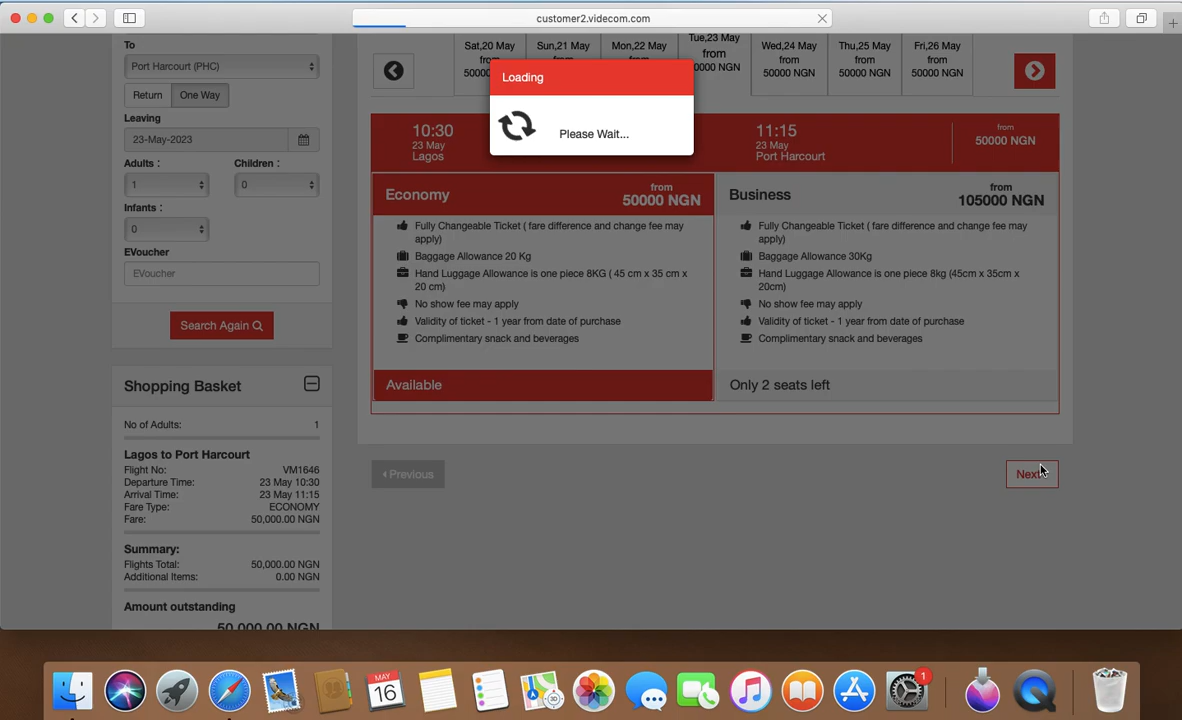 customer2.videcom.com
To
Port Harcourt (PHC)
Return One Way
Leaving
23-May-2023
Adults : Children :
1 0
Infants :
0
EVoucher
EVoucher
Search Again
Shopping Basket
No of Adults: 1
Lagos to Port Harcourt
Flight No: VM1646
Departure Time: 23 May 10:30
Arrival Time: 23 May 11:15
Fare Type: ECONOMY
Fare: 50,000.00 NGN
Summary:
Flights Total: 50,000.00 NGN
Additional Items: 0.00 NGN
Amount outstanding
50,000.00 NGN
Sat,20 May Sun,21 May Mon,22 May Tue,23 May Wed,24 May Thu,25 May Fri,26 May
from from from from from
50000 NGN 50000 NGN 50000 NGN
Loading
Please Wait...
10:30
23 May
Lagos
11:15
23 May
Port Harcourt
from
50000 NGN
Economy
from
50000 NGN
Fully Changeable Ticket ( fare difference and change fee may
apply)
Baggage Allowance 20 Kg
Hand Luggage Allowance is one piece 8KG ( 45 cm x 35 cm x
20 cm)
No show fee may apply
Validity of ticket - 1 year from date of purchase
Complimentary snack and beverages
Available
Business
from
105000 NGN
Fully Changeable Ticket ( fare difference and change fee may
apply)
Baggage Allowance 30Kg
Hand Luggage Allowance is one piece 8kg (45cm x 35cm x
20cm)
No show fee may apply
Validity of ticket - 1 year from date of purchase
Complimentary snack and beverages
Only 2 seats left
Previous
Next
MAY
16
1